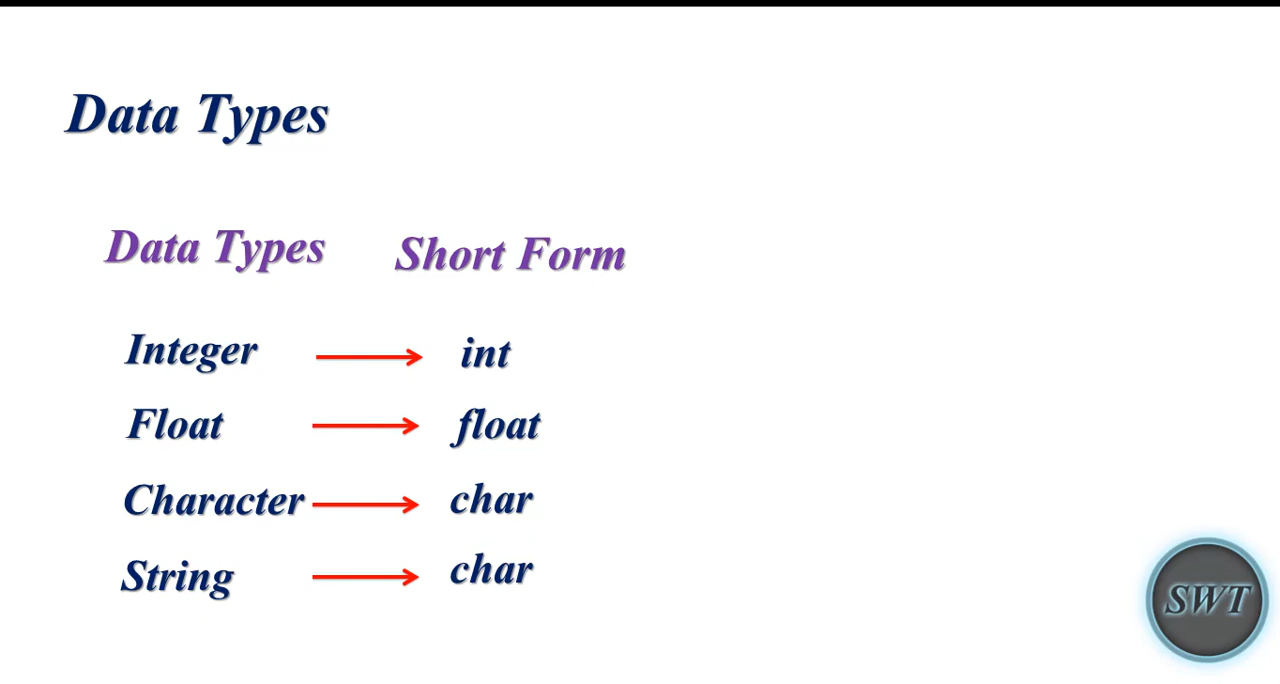 Data Types
Data Types Short Form
Integer int
Float float
Character char
String char
SWT